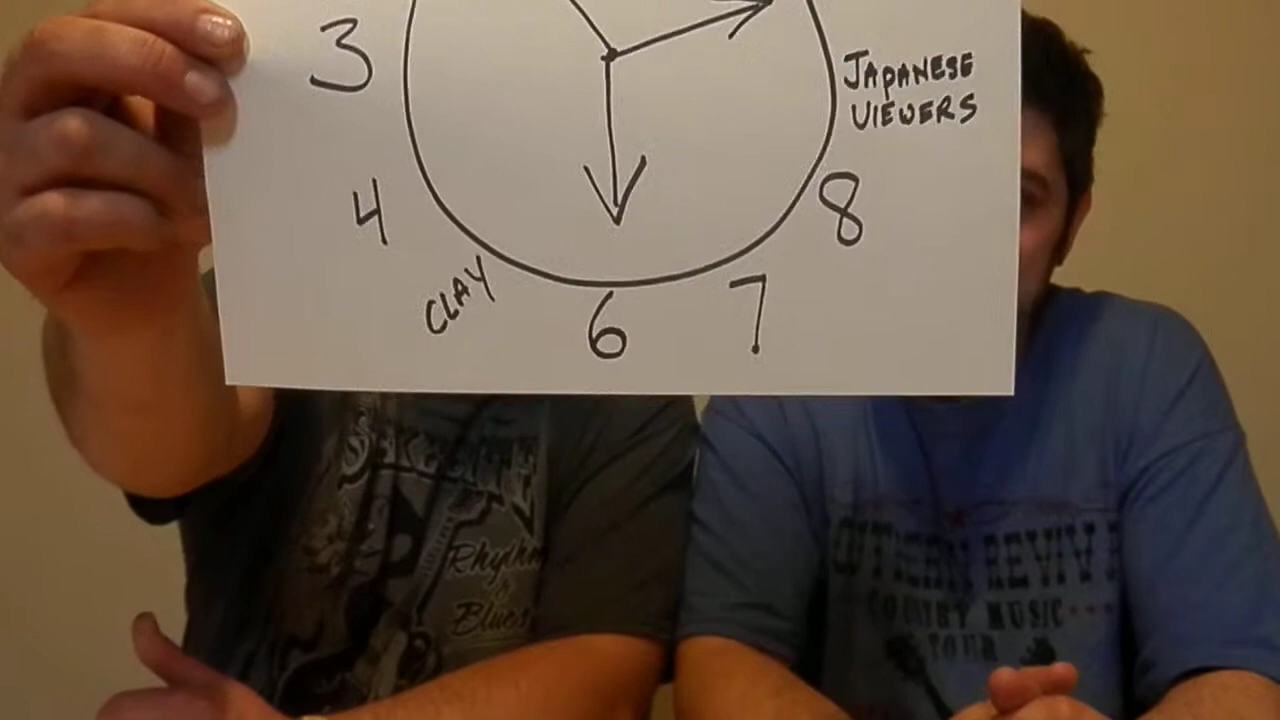 3
JAPANESE
VIEWERS
4
8
CLAY
6
7
Rhythm
&
Blues
COUNTRY MUSIC
TOUR